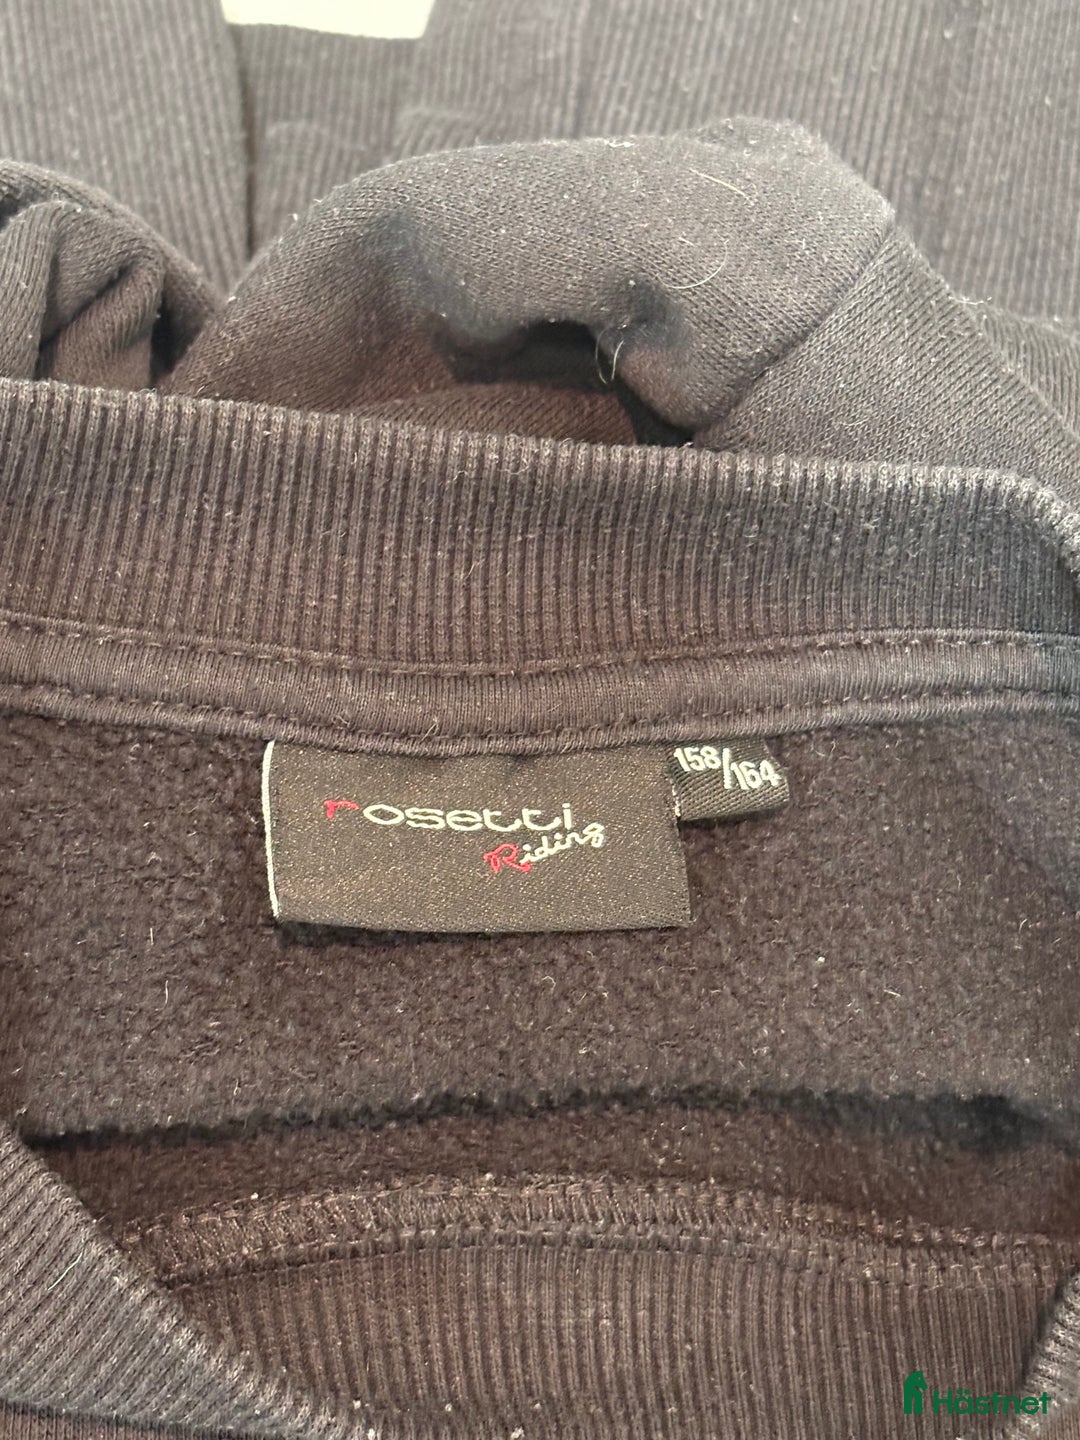 158/164
rosetti
Riding
Hästnet